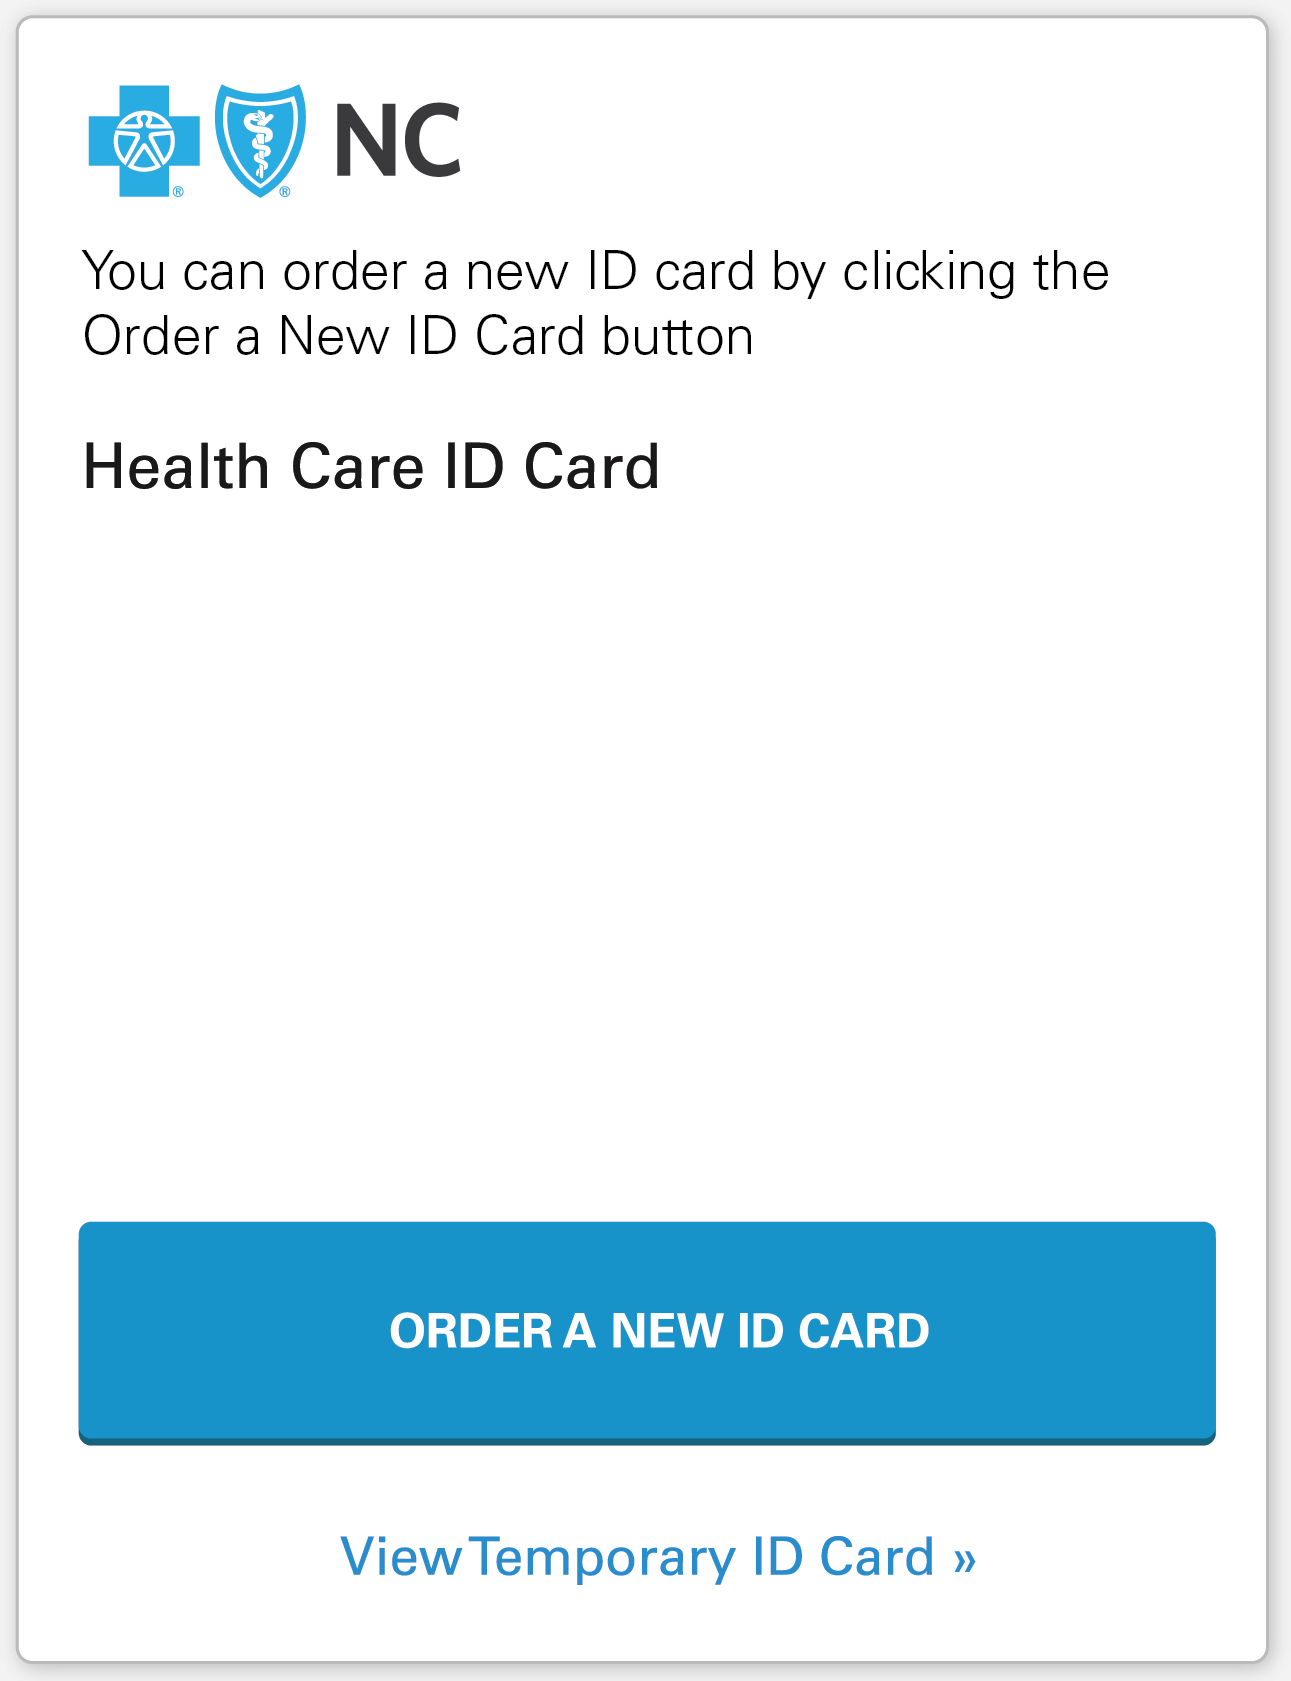 NC
You can order a new ID card by clicking the
Order a New ID Card button
Health Care ID Card
ORDER A NEW ID CARD
View Temporary ID Card »